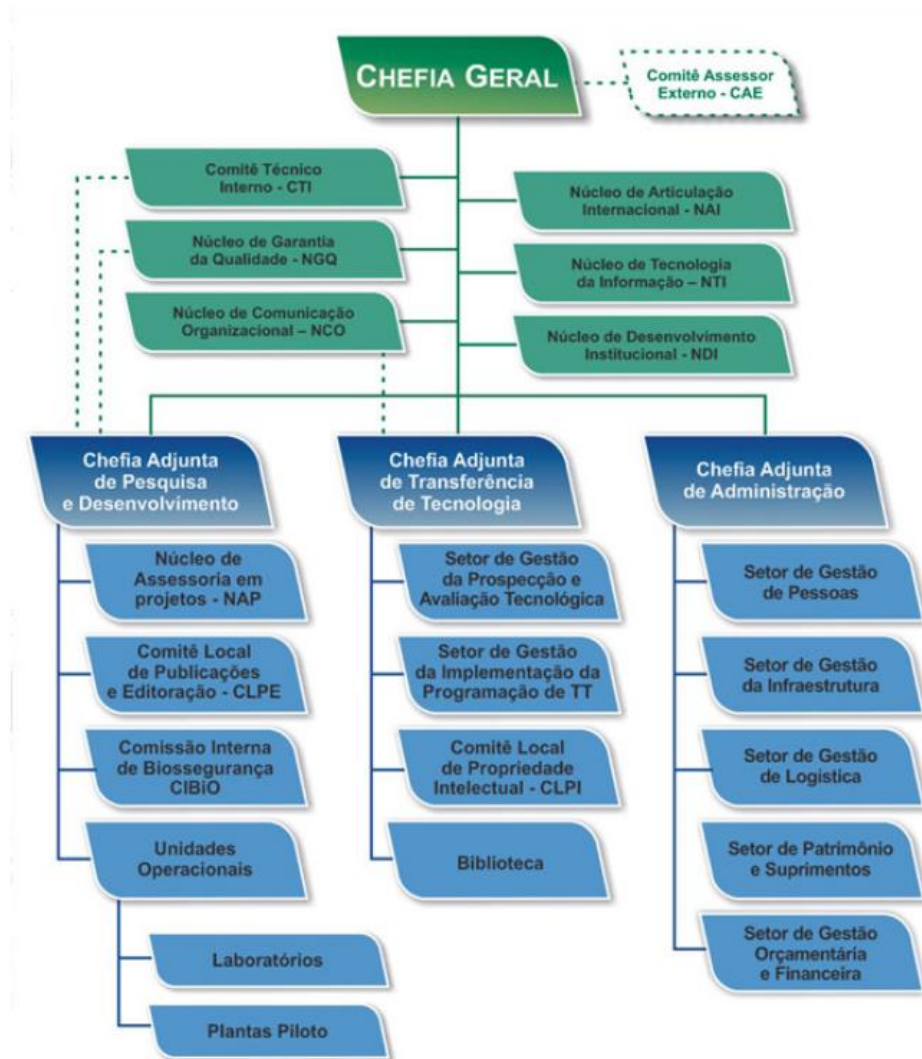 CHEFIA GERAL
Comitê Assessor
Externo - CAE
Comitê Técnico
Interno - CTI
Núcleo de Articulação
Internacional - NAI
Núcleo de Garantia
da Qualidade - NGQ
Núcleo de Tecnologia
da Informação – NTI
Núcleo de Comunicação
Organizacional – NCO
Núcleo de Desenvolvimento
Institucional - NDI
Chefia Adjunta
de Pesquisa
e Desenvolvimento
Núcleo de
Assessoria em
projetos - NAP
Comitê Local
de Publicações
e Editoração - CLPE
Comissão Interna
de Biossegurança
CIBiO
Unidades
Operacionais
Laboratórios
Plantas Piloto
Chefia Adjunta
de Transferência
de Tecnologia
Setor de Gestão
da Prospecção e
Avaliação Tecnológica
Setor de Gestão
da Implementação da
Programação de TT
Comitê Local
de Propriedade
Intelectual - CLPI
Biblioteca
Chefia Adjunta
de Administração
Setor de Gestão
de Pessoas
Setor de Gestão
da Infraestrutura
Setor de Gestão
de Logística
Setor de Patrimônio
e Suprimentos
Setor de Gestão
Orçamentária
e Financeira